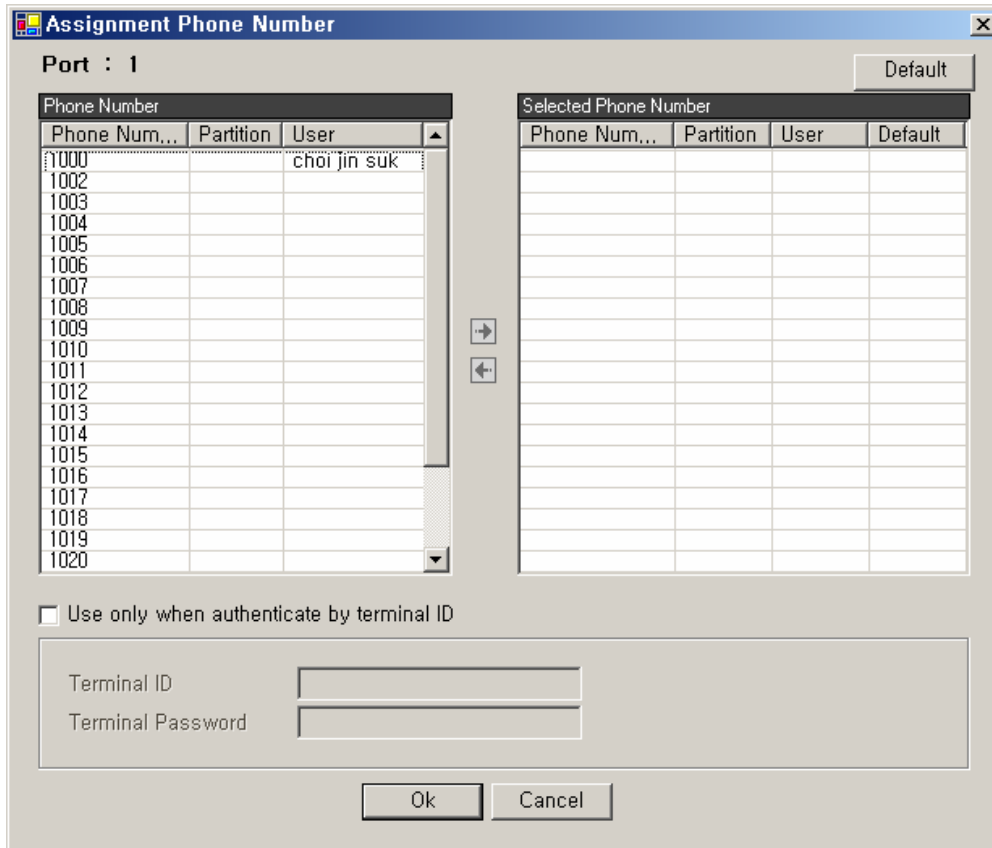 Assignment Phone Number
Port : 1
Default
Phone Number
Phone Num... Partition User
1000 choi jin suk
1002
1003
1004
1005
1006
1007
1008
1009
1010
1011
1012
1013
1014
1015
1016
1017
1018
1019
1020
Selected Phone Number
Phone Num... Partition User Default
Use only when authenticate by terminal ID
Terminal ID
Terminal Password
Ok Cancel